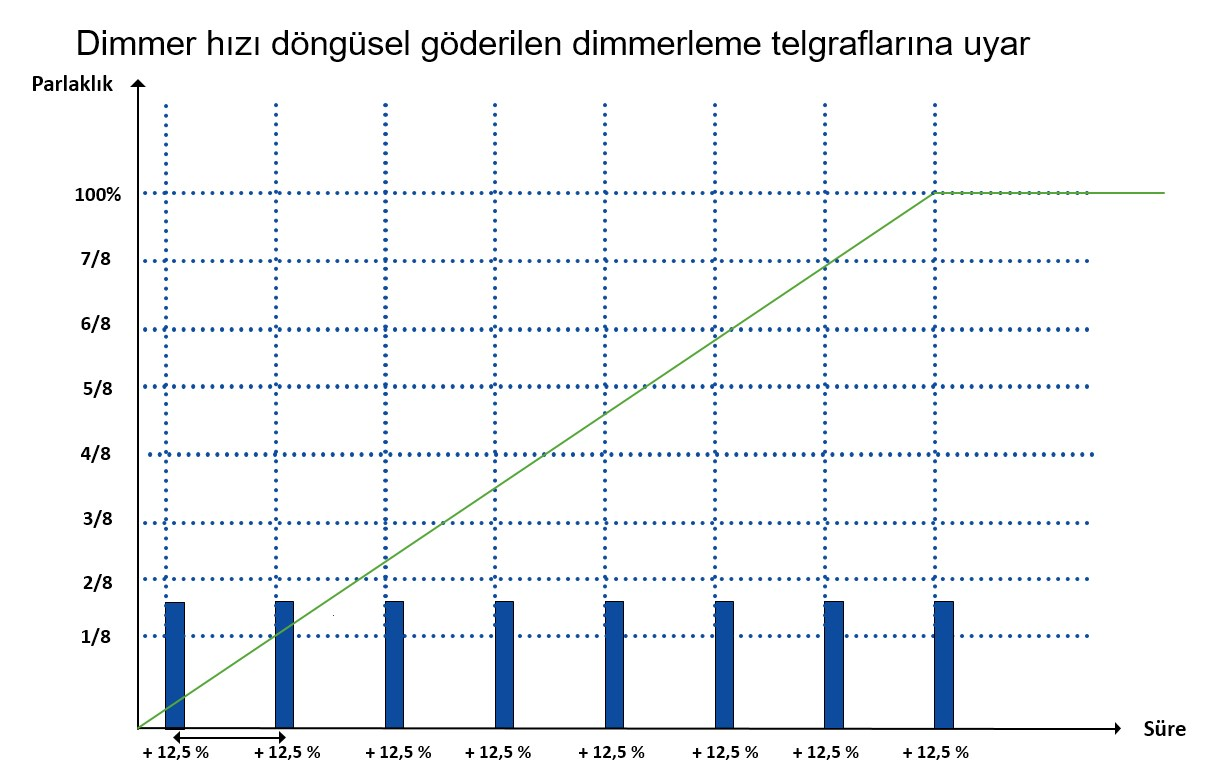 Dimmer hızı döngüsel göderilen dimmerleme telgraflarına uyar
Parlaklık
100%
7/8
6/8
5/8
4/8
3/8
2/8
1/8
Süre
+ 12,5 % + 12,5 % + 12,5 % + 12,5 % + 12,5 % + 12,5 % + 12,5 % + 12,5 %